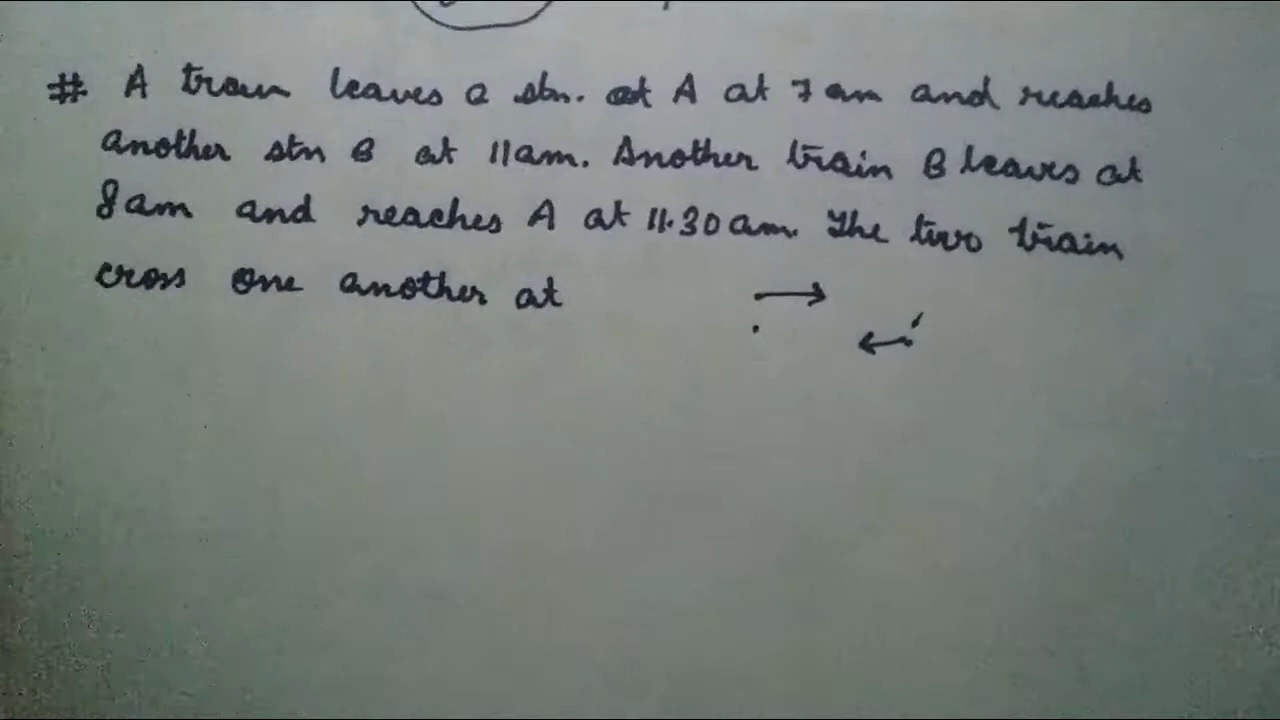 # A train leaves a stn. at A at 7 am and reaches
another stn B at 11am. Another train B leaves at
8am and reaches A at 11.30am. The two train
cross one another at